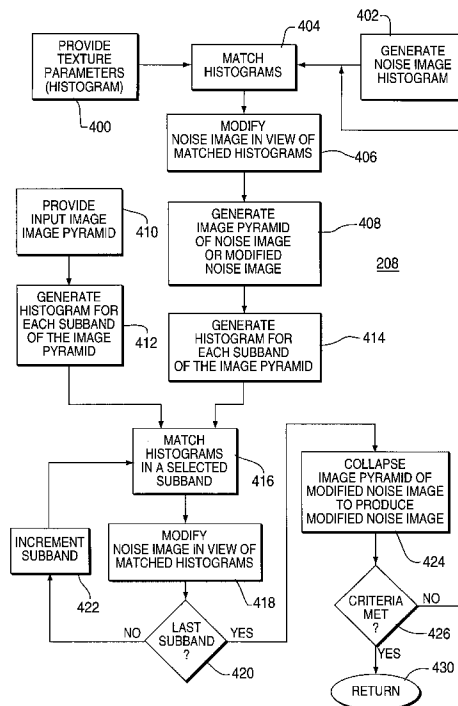 404
402
PROVIDE
TEXTURE
PARAMETERS
(HISTOGRAM)
400
MATCH
HISTOGRAMS
GENERATE
NOISE IMAGE
HISTOGRAM
MODIFY
NOISE IMAGE IN VIEW OF
MATCHED HISTOGRAMS
406
PROVIDE
INPUT IMAGE
IMAGE PYRAMID
410
GENERATE
IMAGE PYRAMID
OF NOISE IMAGE
OR MODIFIED
NOISE IMAGE
408
208
GENERATE
HISTOGRAM FOR
EACH SUBBAND
OF THE IMAGE
PYRAMID
412
GENERATE
HISTOGRAM FOR
EACH SUBBAND
OF THE IMAGE PYRAMID
414
MATCH
HISTOGRAMS
IN A SELECTED
SUBBAND
416
COLLAPSE
IMAGE PYRAMID OF
MODIFIED NOISE IMAGE
TO PRODUCE
MODIFIED NOISE IMAGE
424
INCREMENT
SUBBAND
422
MODIFY
NOISE IMAGE IN VIEW OF
MATCHED HISTOGRAMS
418
NO
LAST
SUBBAND
?
YES
420
CRITERIA
MET
?
NO
426
YES
430
RETURN